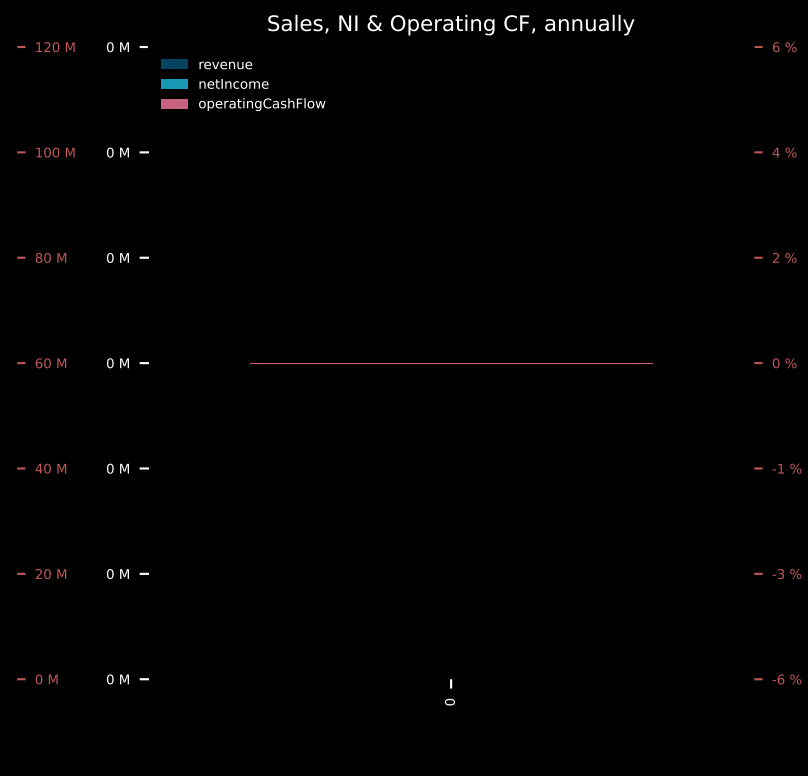 Sales, NI & Operating CF, annually
120 M 0 M 6 %
revenue
netIncome
operatingCashFlow
100 M 0 M 4 %
80 M 0 M 2 %
60 M 0 M 0 %
40 M 0 M -1 %
20 M 0 M -3 %
0 M 0 M -6 %
0